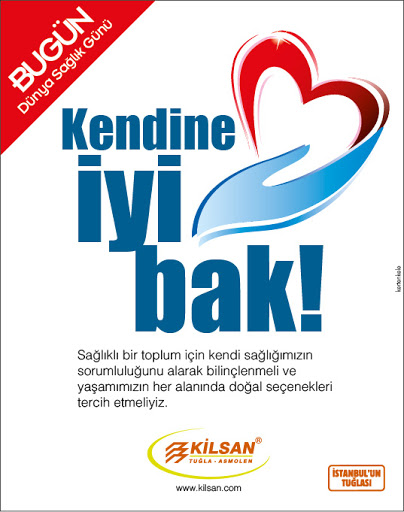 BUGÜN
Dünya Sağlık Günü
Kendine
iyi
bak!
Sağlıklı bir toplum için kendi sağlığımızın
sorumluluğunu alarak bilinçlenmeli ve
yaşamımızın her alanında doğal seçenekleri
tercih etmeliyiz.
KİLSAN®
TUĞLA - ASMOLEN
www.kilsan.com
İSTANBUL'UN
TUĞLASI